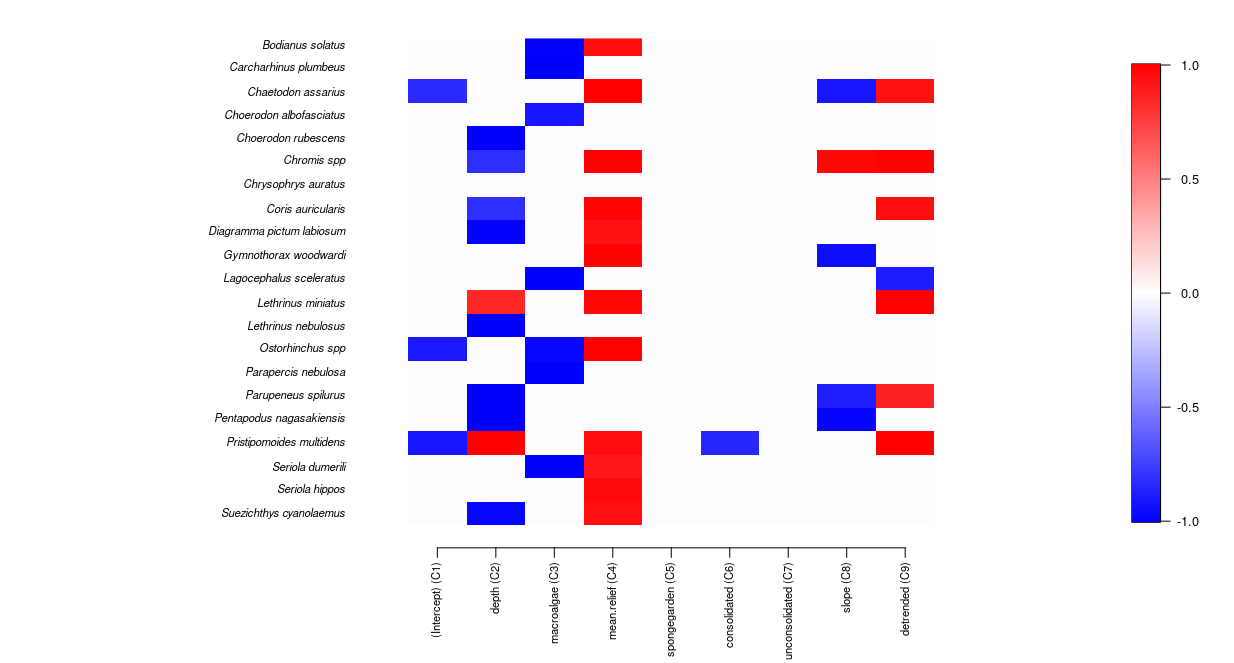 Bodianus solatus
Carcharhinus plumbeus
Chaetodon assarius
Choerodon albofasciatus
Choerodon rubescens
Chromis spp
Chrysophrys auratus
Coris auricularis
Diagramma pictum labiosum
Gymnothorax woodwardi
Lagocephalus sceleratus
Lethrinus miniatus
Lethrinus nebulosus
Ostorhinchus spp
Parapercis nebulosa
Parupeneus spilurus
Pentapodus nagasakiensis
Pristipomoides multidens
Seriola dumerili
Seriola hippos
Suezichthys cyanolaemus
(Intercept) (C1)
depth (C2)
macroalgae (C3)
mean.relief (C4)
spongegarden (C5)
consolidated (C6)
unconsolidated (C7)
slope (C8)
detrended (C9)
1.0
0.5
0.0
-0.5
-1.0